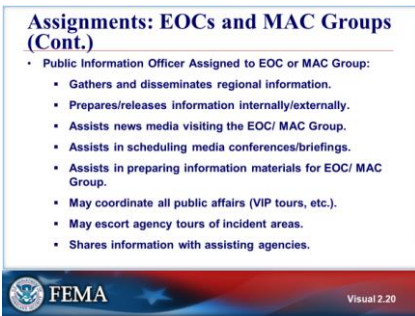 Assignments: EOCs and MAC Groups
(Cont.)
• Public Information Officer Assigned to EOC or MAC Group:
▪ Gathers and disseminates regional information.
▪ Prepares/releases information internally/externally.
▪ Assists news media visiting the EOC/ MAC Group.
▪ Assists in scheduling media conferences/briefings.
▪ Assists in preparing information materials for EOC/ MAC
Group.
▪ May coordinate all public affairs (VIP tours, etc.).
▪ May escort agency tours of incident areas.
▪ Shares information with assisting agencies.
FEMA
Visual 2.20